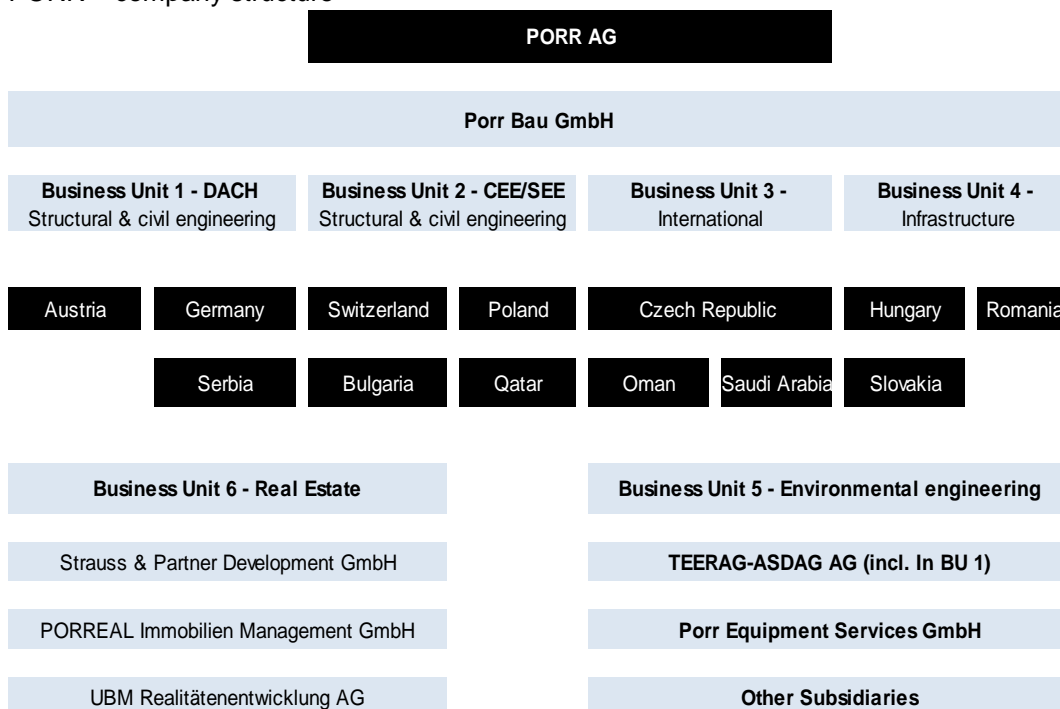 PORR – company structure
PORR AG
Porr Bau GmbH
Business Unit 1 - DACH
Structural & civil engineering
Business Unit 2 - CEE/SEE
Structural & civil engineering
Business Unit 3 -
International
Business Unit 4 -
Infrastructure
Austria
Germany
Switzerland
Poland
Czech Republic
Hungary
Romania
Serbia
Bulgaria
Qatar
Oman
Saudi Arabia
Slovakia
Business Unit 6 - Real Estate
Business Unit 5 - Environmental engineering
Strauss & Partner Development GmbH
TEERAG-ASDAG AG (incl. In BU 1)
PORREAL Immobilien Management GmbH
Porr Equipment Services GmbH
UBM Realitätenentwicklung AG
Other Subsidiaries